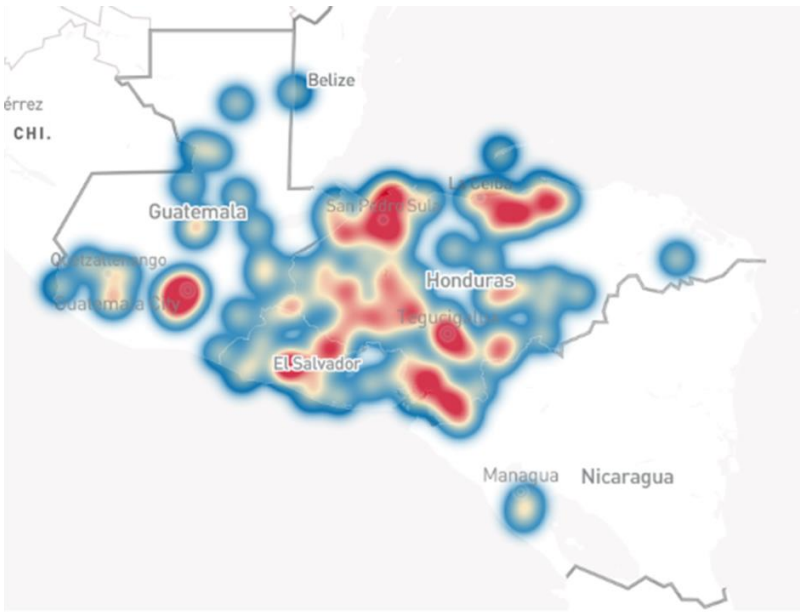 Belize
érrez
CHI.
La Ceiba
San Pedro Sula
Guatemala
Quetzaltenango
Honduras
Guatemala City
Tegucigalpa
El Salvador
Managua
Nicaragua